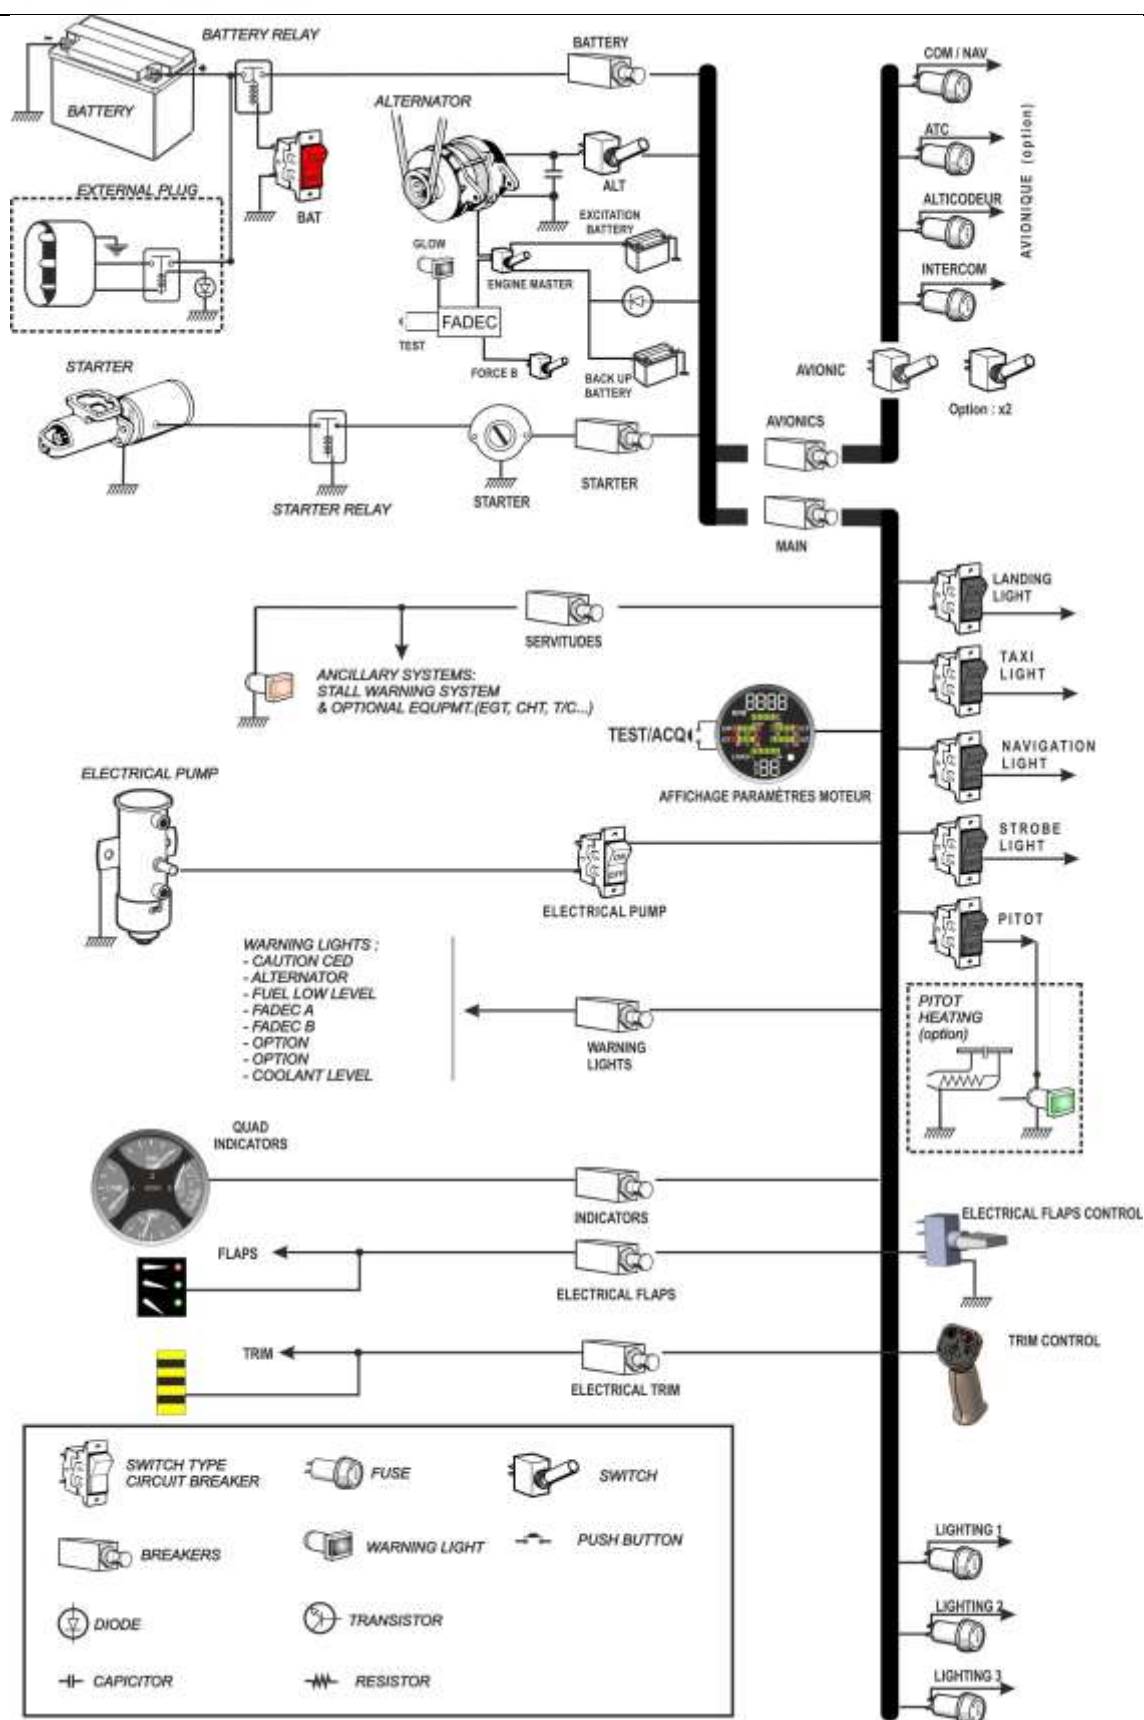 BATTERY RELAY
BATTERY
COM / NAV
BATTERY
ALTERNATOR
ATC
AVIONIQUE (option)
ALT
EXTERNAL PLUG
BAT
ALTICODEUR
EXCITATION
BATTERY
GLOW
INTERCOM
ENGINE MASTER
FADEC
TEST
FORCE B
BACK UP
BATTERY
STARTER
AVIONIC
Option : x2
AVIONICS
STARTER
STARTER
STARTER RELAY
MAIN
LANDING
LIGHT
SERVITUDES
TAXI
LIGHT
ANCILLARY SYSTEMS:
STALL WARNING SYSTEM
& OPTIONAL EQUPMT.(EGT, CHT, T/C...)
TEST/ACQ
NAVIGATION
LIGHT
ELECTRICAL PUMP
AFFICHAGE PARAMÈTRES MOTEUR
STROBE
LIGHT
ON
OFF
ELECTRICAL PUMP
PITOT
WARNING LIGHTS :
- CAUTION CED
- ALTERNATOR
- FUEL LOW LEVEL
- FADEC A
- FADEC B
- OPTION
- OPTION
- COOLANT LEVEL
WARNING
LIGHTS
PITOT
HEATING
(option)
QUAD
INDICATORS
INDICATORS
ELECTRICAL FLAPS CONTROL
FLAPS
ELECTRICAL FLAPS
TRIM
ELECTRICAL TRIM
TRIM CONTROL
SWITCH TYPE
CIRCUIT BREAKER
FUSE
SWITCH
BREAKERS
WARNING LIGHT
PUSH BUTTON
DIODE
TRANSISTOR
CAPICITOR
RESISTOR
LIGHTING 1
LIGHTING 2
LIGHTING 3